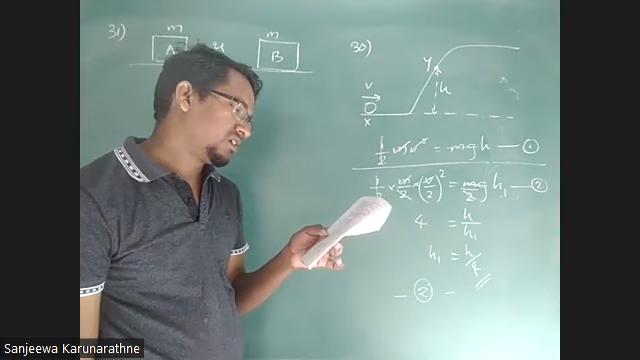 31)
m
m
A
B
30)
y
v
h
x
1/2 mv² = mgh — ①
1/2 × m/2 × (v/2)² = m/2 g h₁ — ②
4 = h/h₁
h₁ = h/4
– ② –
Sanjeewa Karunarathne